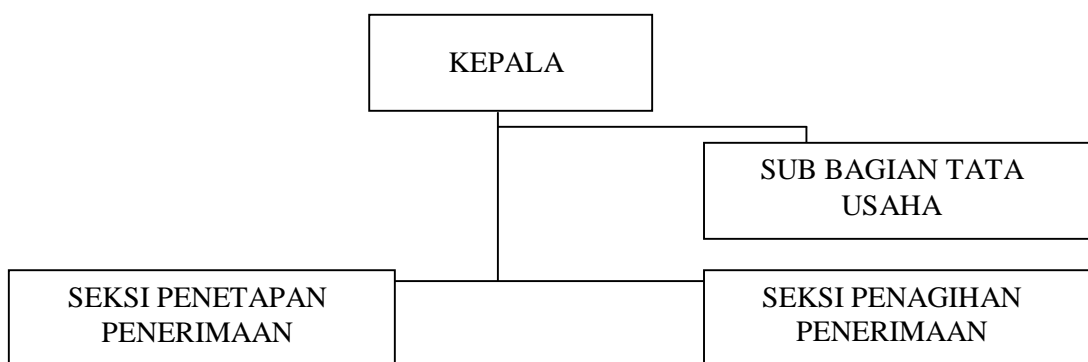 KEPALA
SUB BAGIAN TATA
USAHA
SEKSI PENETAPAN
PENERIMAAN
SEKSI PENAGIHAN
PENERIMAAN